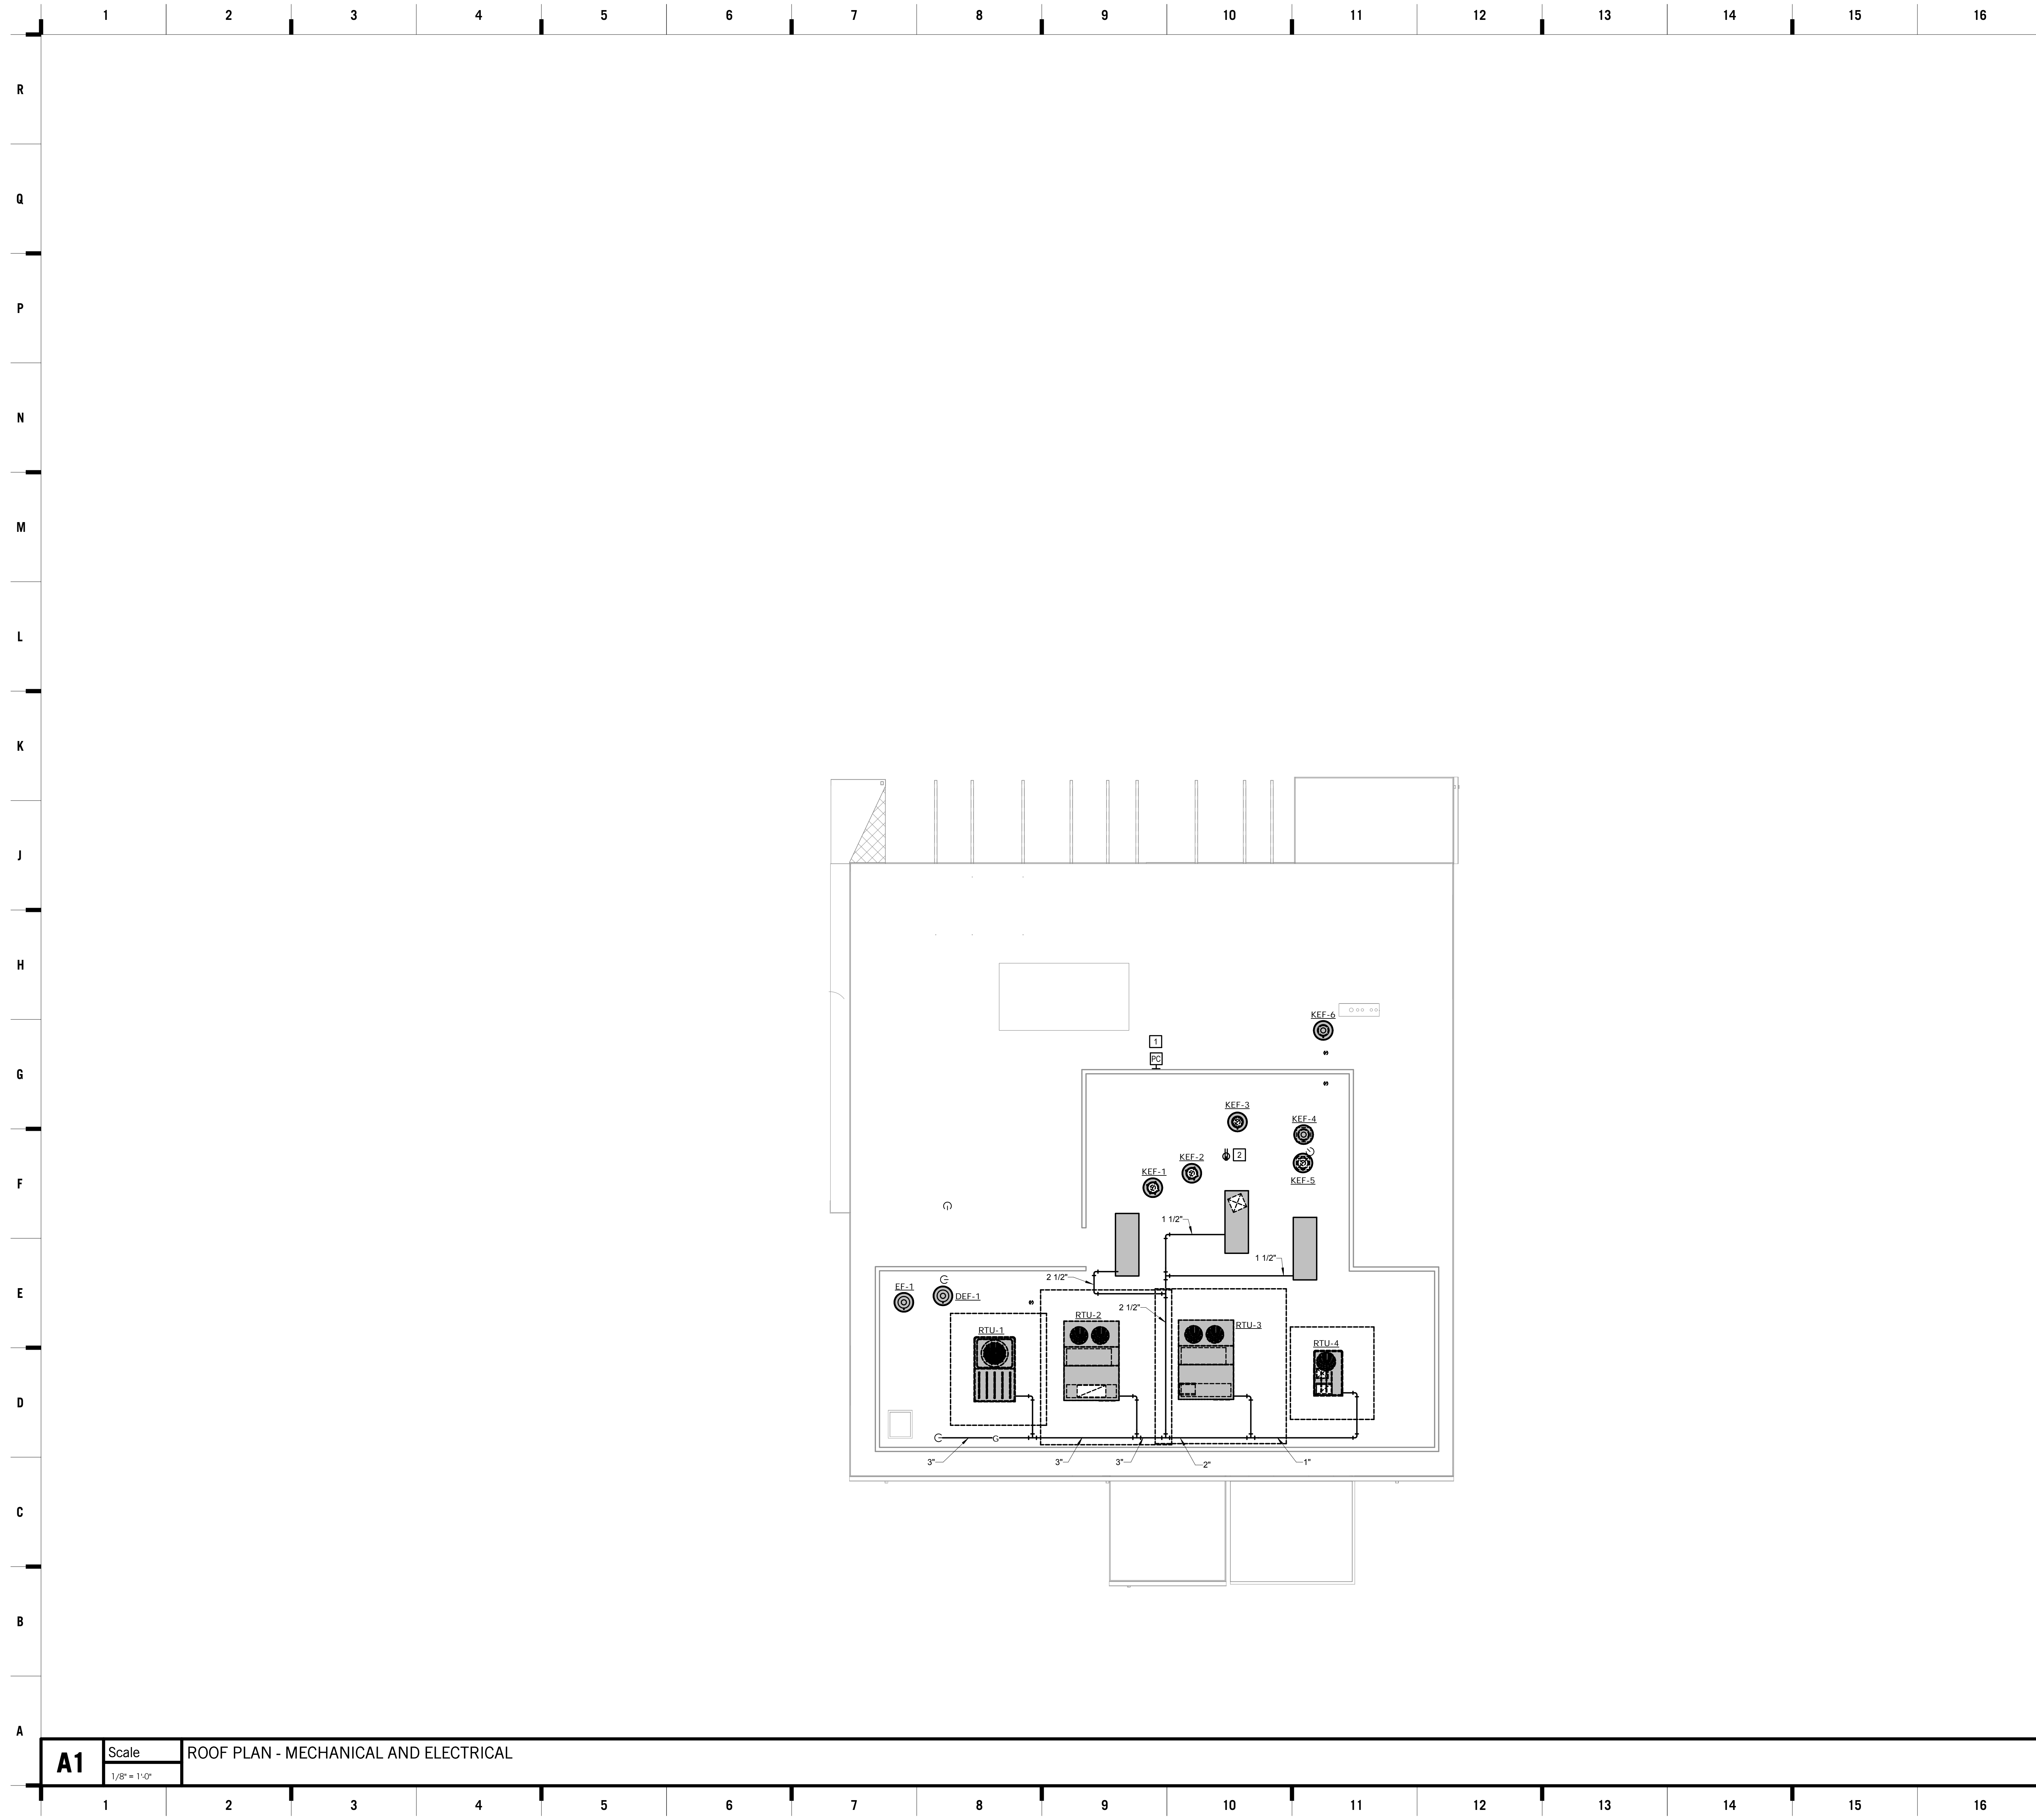 1 2 3 4 5 6 7 8 9 10 11 12 13 14 15 16
R
Q
P
N
M
L
K
J
H
KEF-6
1
PC
G
KEF-3
KEF-4
2
KEF-2
KEF-1
KEF-5
F
1 1/2"
1 1/2"
2 1/2"
E
EF-1
DEF-1
2 1/2"
RTU-2
RTU-3
RTU-1
RTU-4
D
G
3" 3" 3" 2" 1"
C
B
A
A1
Scale
1/8" = 1'-0"
ROOF PLAN - MECHANICAL AND ELECTRICAL
1 2 3 4 5 6 7 8 9 10 11 12 13 14 15 16